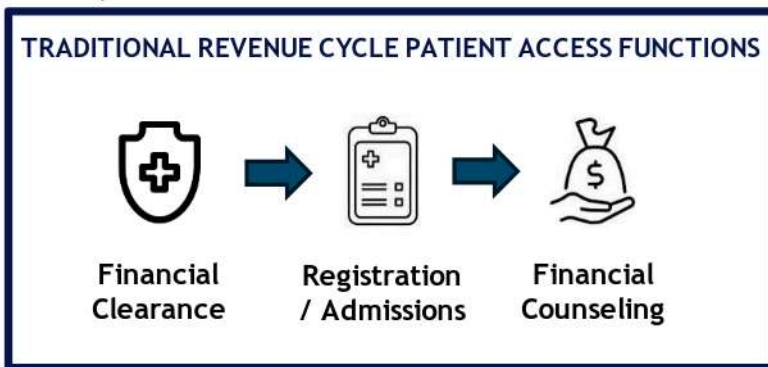 TRADITIONAL REVENUE CYCLE PATIENT ACCESS FUNCTIONS
$
Financial
Clearance
Registration
/ Admissions
Financial
Counseling